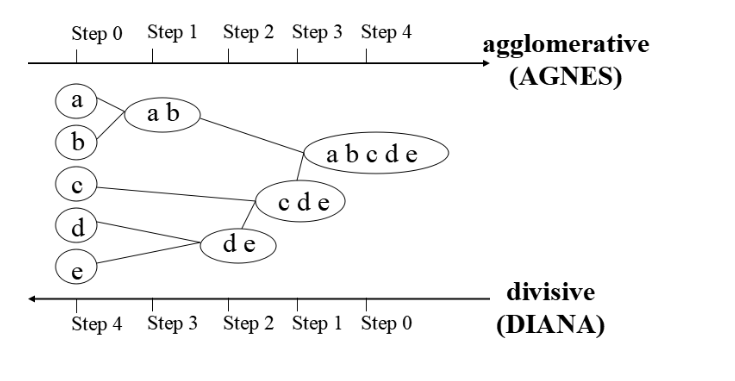 Step 0 Step 1 Step 2 Step 3 Step 4
agglomerative
(AGNES)
a
a b
b
a b c d e
c
c d e
d
d e
e
divisive
(DIANA)
Step 4 Step 3 Step 2 Step 1 Step 0